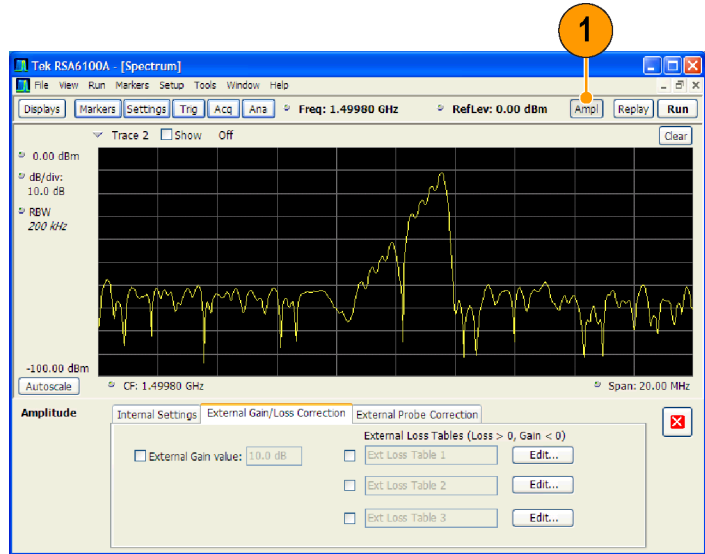 1
Tek RSA6100A - [Spectrum]
File View Run Markers Setup Tools Window Help
Displays Markers Settings Trig Acq Ana Freq: 1.49980 GHz RefLev: 0.00 dBm Ampl Replay Run
Trace 2 Show Off Clear
0.00 dBm
dB/div:
10.0 dB
RBW
200 kHz
-100.00 dBm
Autoscale CF: 1.49980 GHz Span: 20.00 MHz
Amplitude Internal Settings External Gain/Loss Correction External Probe Correction
External Loss Tables (Loss > 0, Gain < 0)
External Gain value: 10.0 dB Ext Loss Table 1 Edit...
Ext Loss Table 2 Edit...
Ext Loss Table 3 Edit...